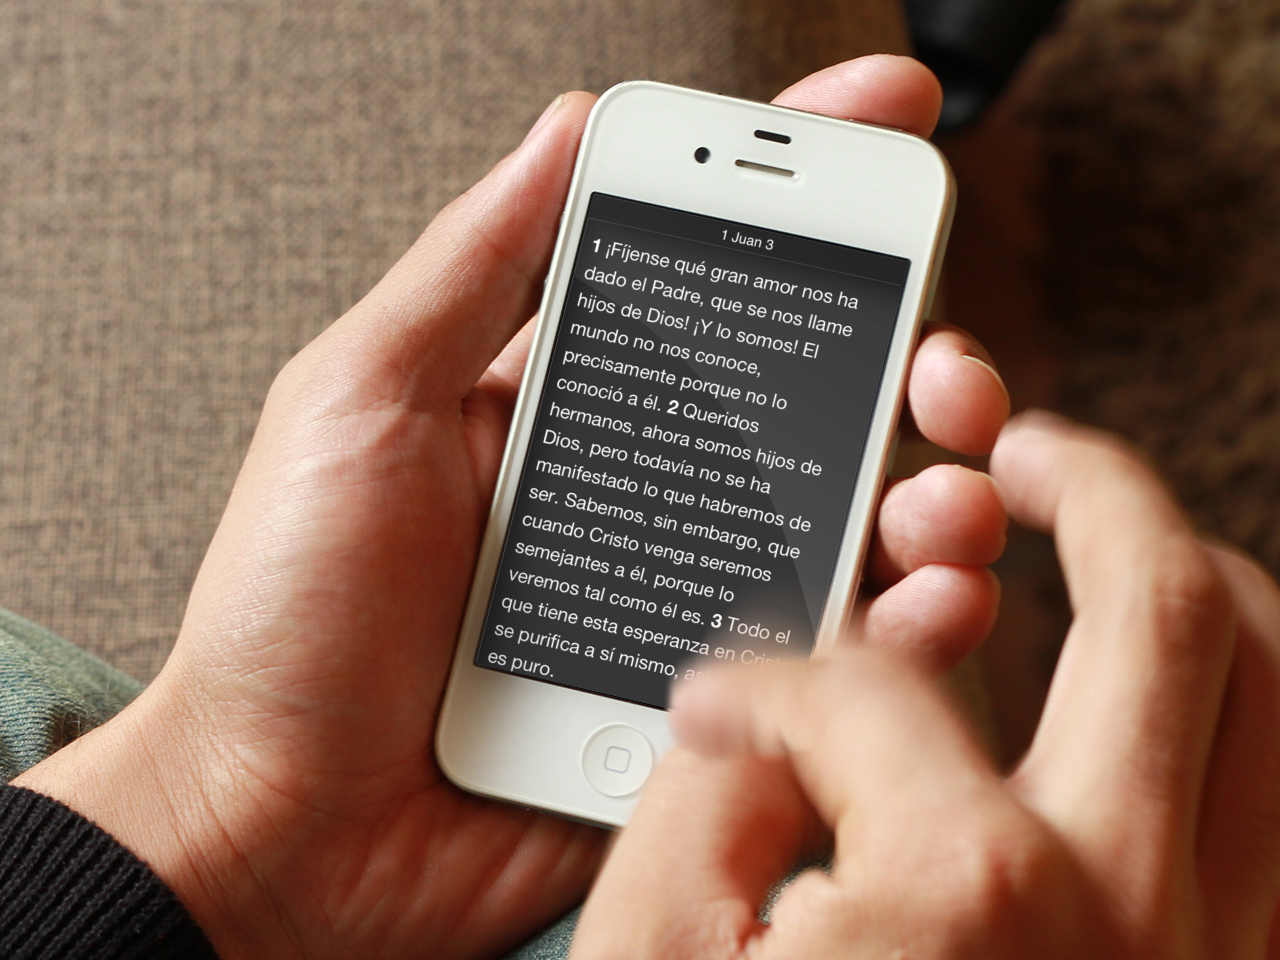 1 Juan 3
1 ¡Fíjense qué gran amor nos ha
dado el Padre, que se nos llame
hijos de Dios! ¡Y lo somos! El
mundo no nos conoce,
precisamente porque no lo
conoció a él. 2 Queridos
hermanos, ahora somos hijos de
Dios, pero todavía no se ha
manifestado lo que habremos de
ser. Sabemos, sin embargo, que
cuando Cristo venga seremos
semejantes a él, porque lo
veremos tal como él es. 3 Todo el
que tiene esta esperanza en
se purifica a sí mismo,
es puro.